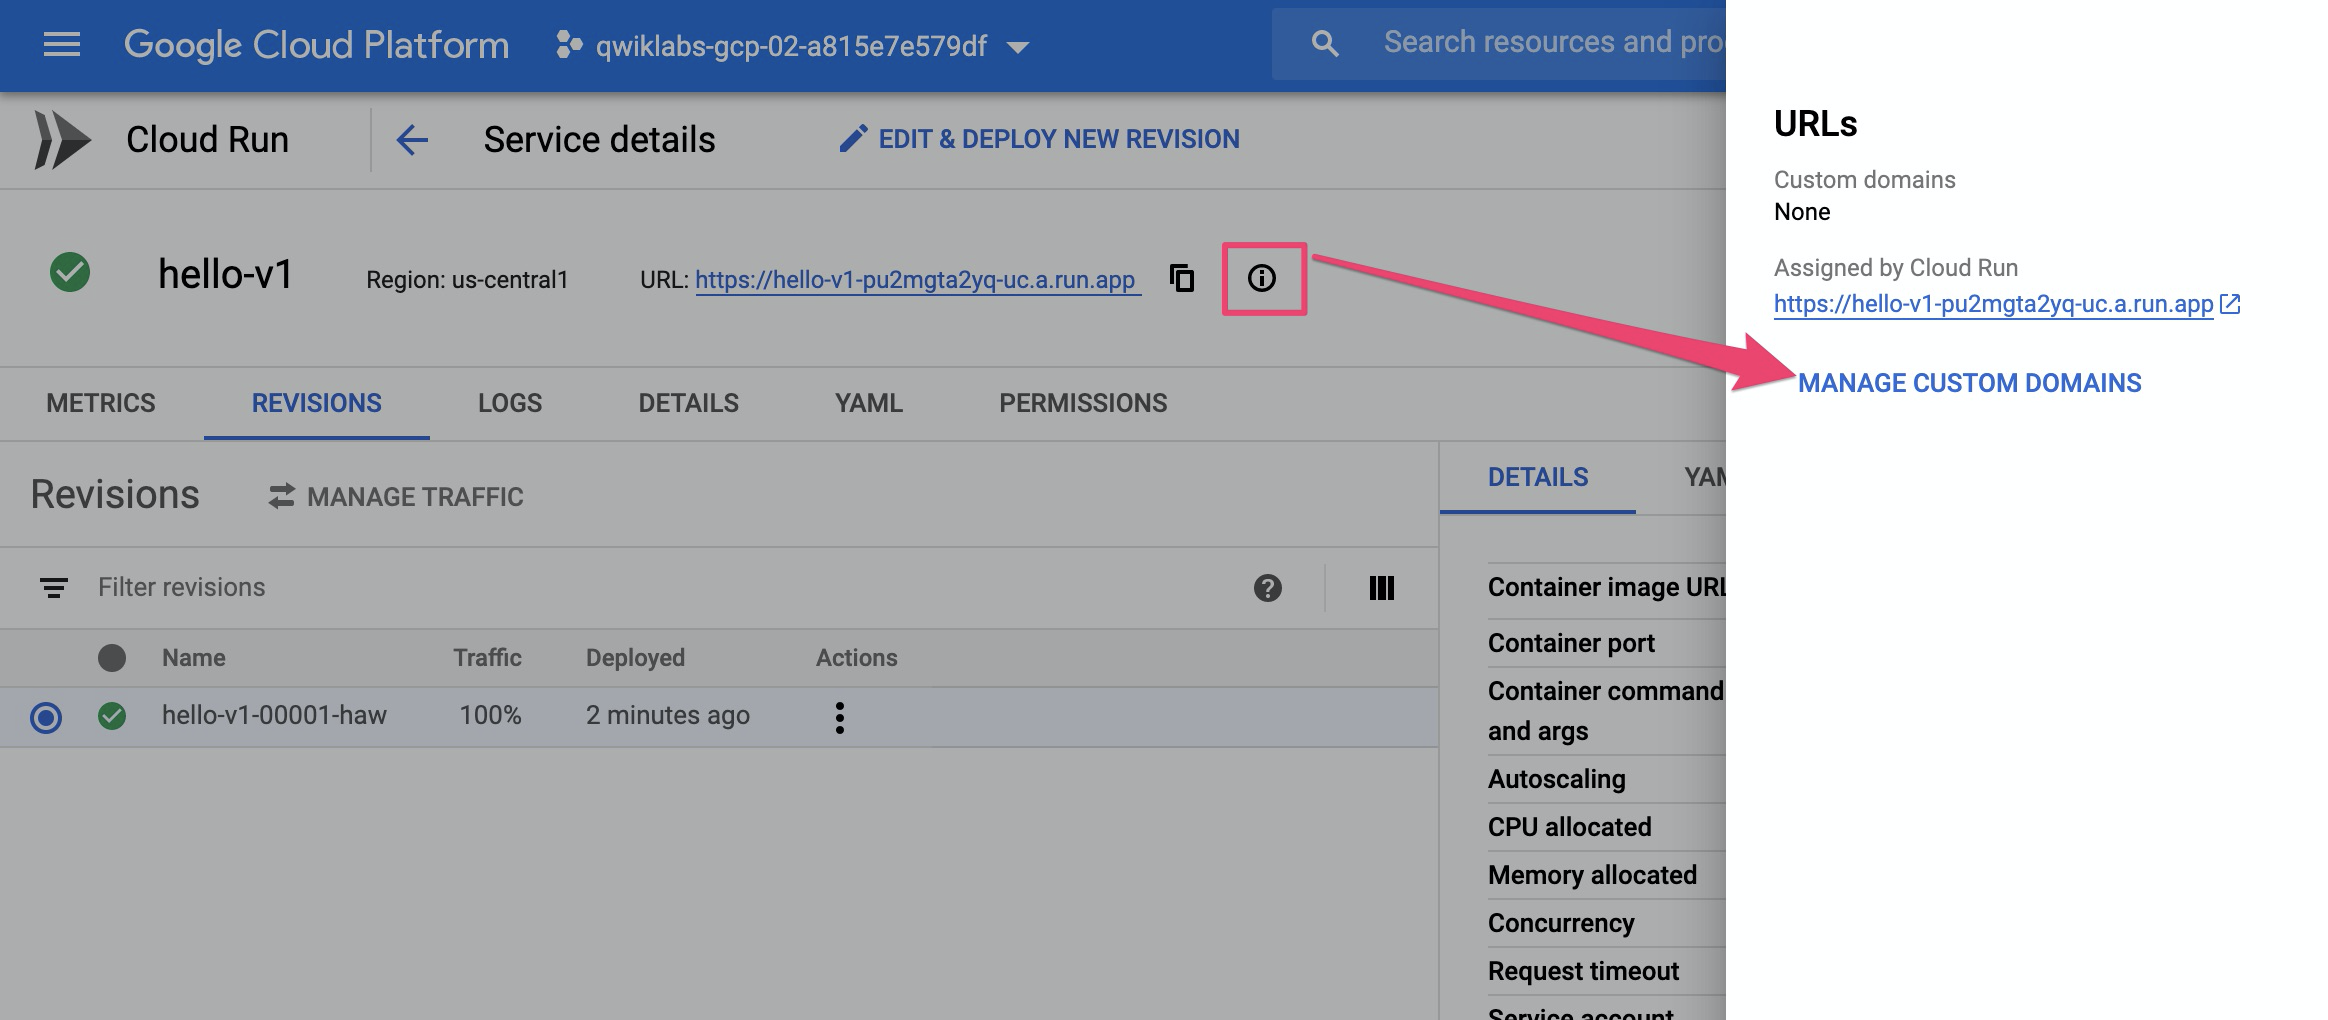 Google Cloud Platform
qwiklabs-gcp-02-a815e7e579df
Search resources and pro
Cloud Run
Service details
EDIT & DEPLOY NEW REVISION
hello-v1
Region: us-central1
URL: https://hello-v1-pu2mgta2yq-uc.a.run.app
METRICS
REVISIONS
LOGS
DETAILS
YAML
PERMISSIONS
Revisions
MANAGE TRAFFIC
Filter revisions
Name Traffic Deployed Actions
hello-v1-00001-haw 100% 2 minutes ago
DETAILS
YAM
Container image URL
Container port
Container command
and args
Autoscaling
CPU allocated
Memory allocated
Concurrency
Request timeout
Service account
URLs
Custom domains
None
Assigned by Cloud Run
https://hello-v1-pu2mgta2yq-uc.a.run.app
MANAGE CUSTOM DOMAINS